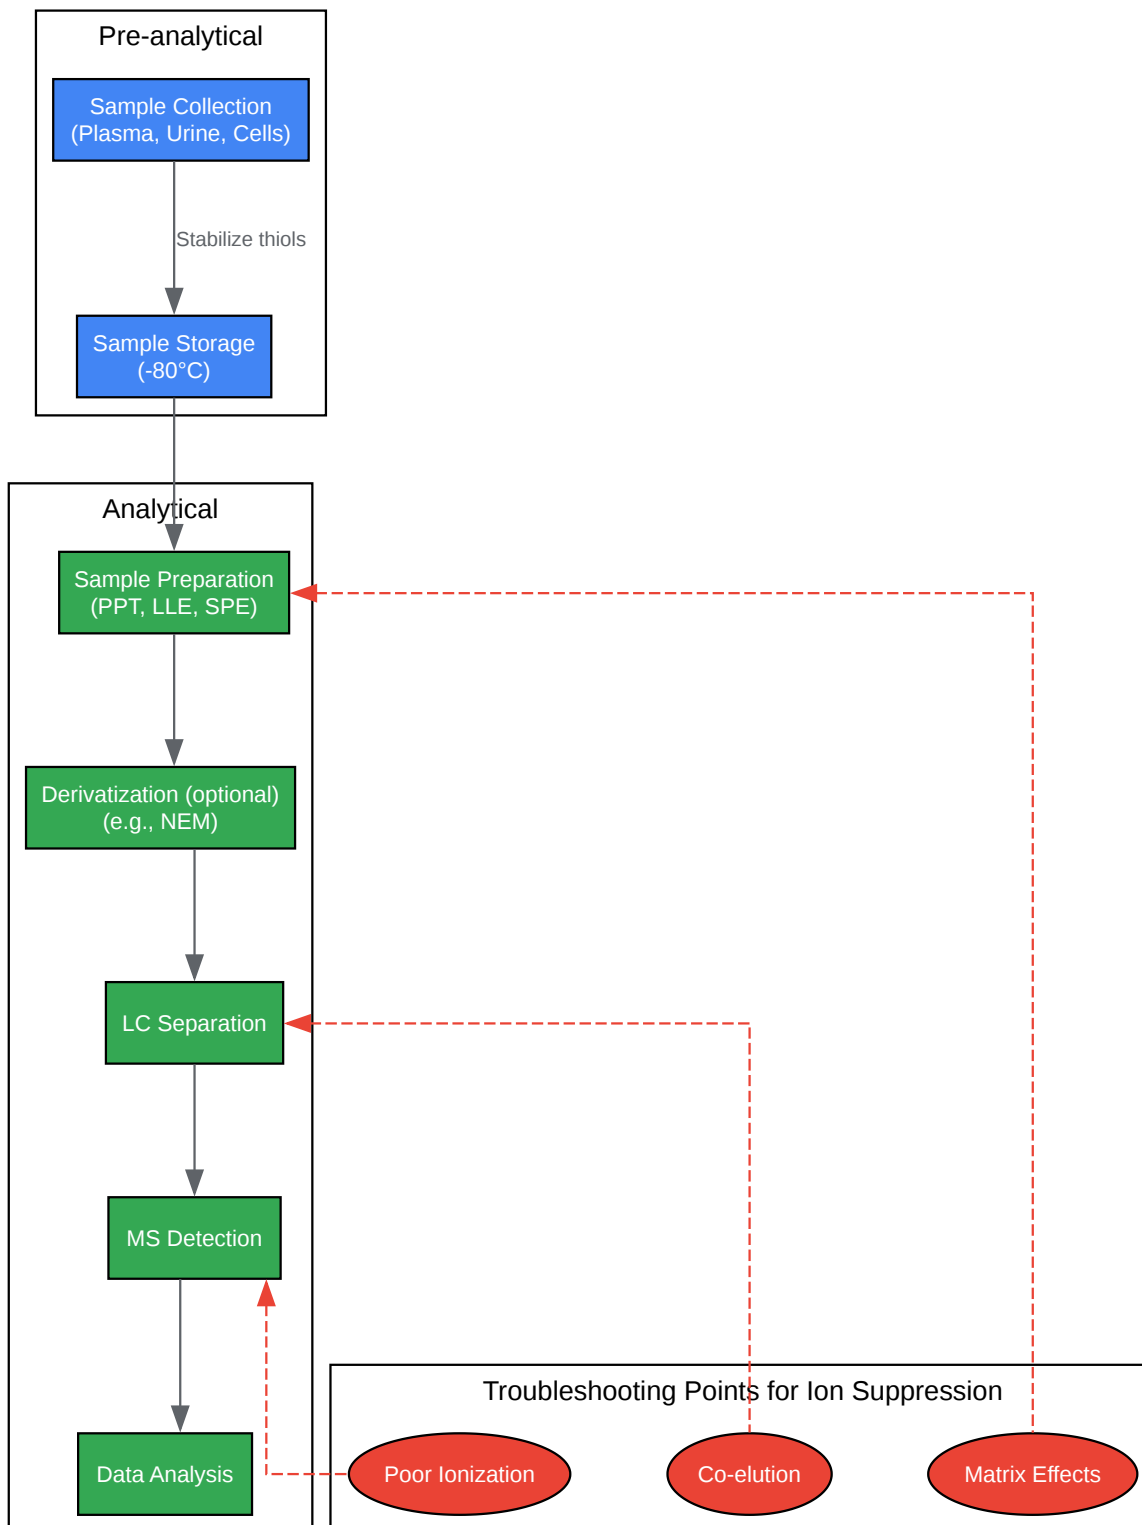 Pre-analytical
Sample Collection
(Plasma, Urine, Cells)
Stabilize thiols
Sample Storage
(-80°C)
Analytical
Sample Preparation
(PPT, LLE, SPE)
Derivatization (optional)
(e.g., NEM)
LC Separation
MS Detection
Data Analysis
Troubleshooting Points for Ion Suppression
Poor Ionization
Co-elution
Matrix Effects